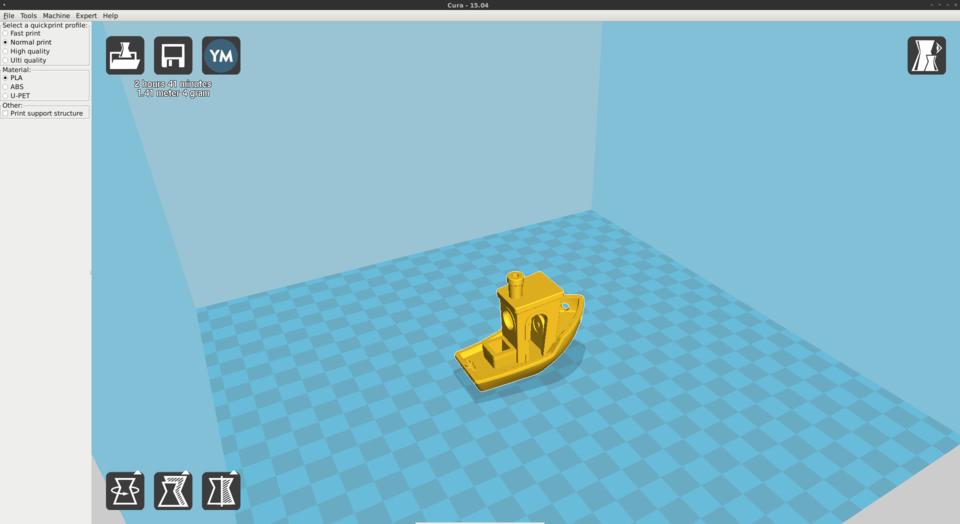 Cura - 15.04
File Tools Machine Expert Help
Select a quickprint profile:
Fast print
Normal print
High quality
Ulti quality
Material:
PLA
ABS
U-PET
Other:
Print support structure
YM
2 hours 41 minutes
1.41 meter 4 gram